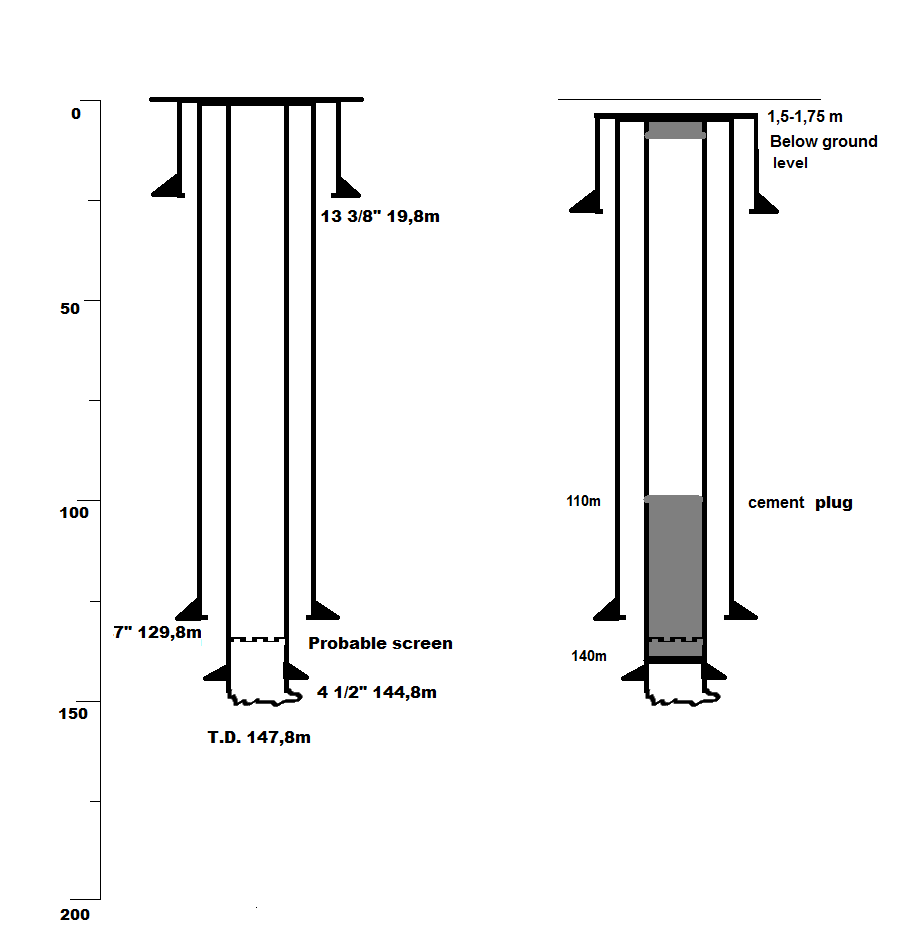 0
50
100
150
200
13 3/8" 19,8m
7" 129,8m
Probable screen
4 1/2" 144,8m
T.D. 147,8m
1,5-1,75 m
Below ground
level
110m
cement plug
140m